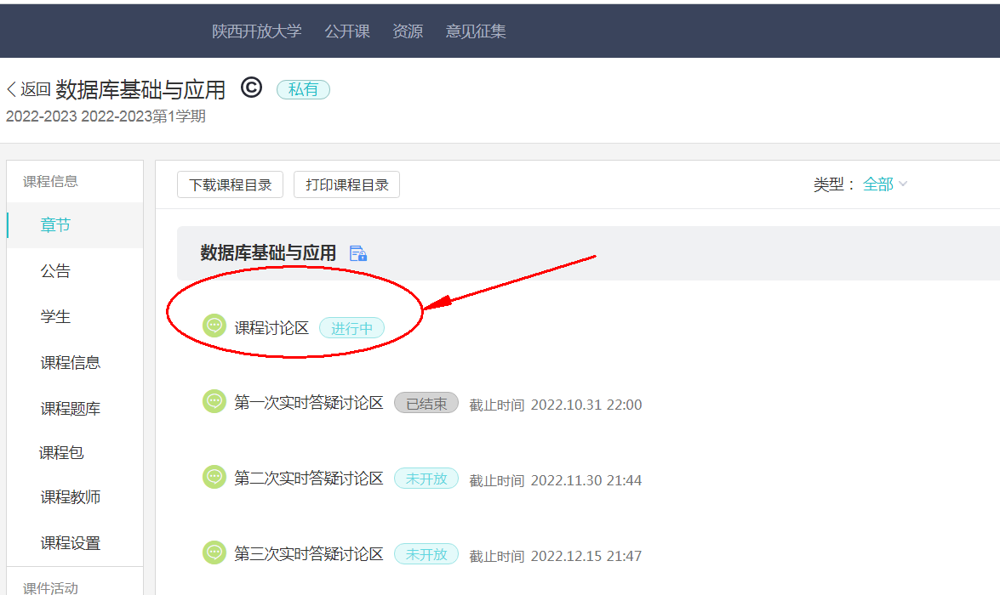 陕西开放大学 公开课 资源 意见征集
返回 数据库基础与应用 © 私有
2022-2023 2022-2023第1学期
课程信息
章节
公告
学生
课程信息
课程题库
课程包
课程教师
课程设置
课件活动
下载课程目录 打印课程目录 类型： 全部
数据库基础与应用
课程讨论区 进行中
第一次实时答疑讨论区 已结束 截止时间 2022.10.31 22:00
第二次实时答疑讨论区 未开放 截止时间 2022.11.30 21:44
第三次实时答疑讨论区 未开放 截止时间 2022.12.15 21:47